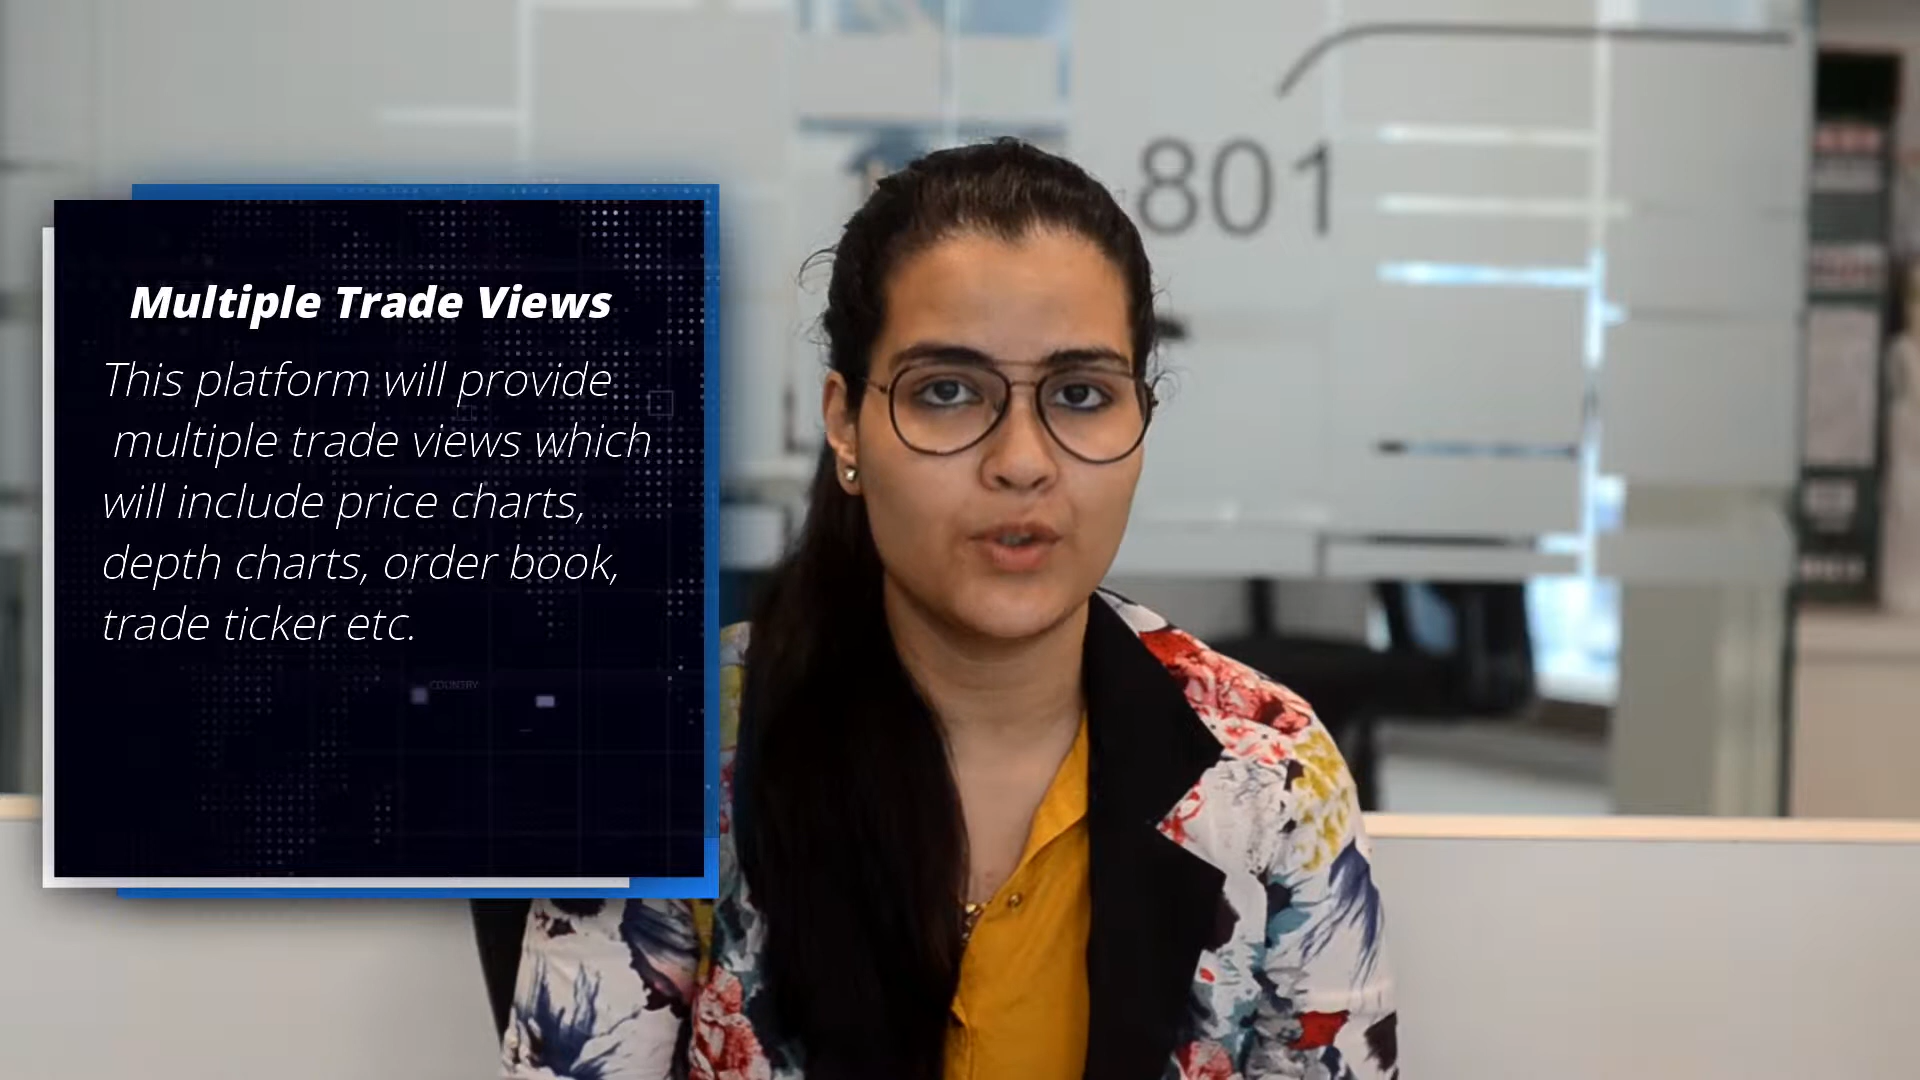 801
Multiple Trade Views
This platform will provide
multiple trade views which
will include price charts,
depth charts, order book,
trade ticker etc.
COUNTRY